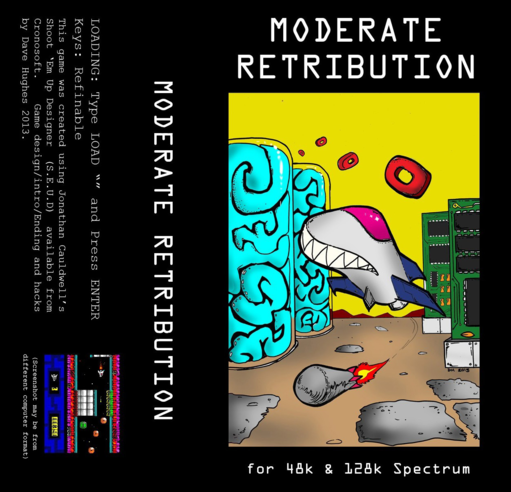 MODERATE
RETRIBUTION
for 48k & 128k Spectrum
MODERATE RETRIBUTION
LOADING: Type LOAD "" and Press ENTER
Keys: Refinable
This game was created using Jonathan Cauldwell's
Shoot 'Em Up Designer (S.E.U.D) available from
Cronosoft. Game design/intro/Ending and hacks
by Dave Hughes 2013.
(Screenshot may be from
different computer format)